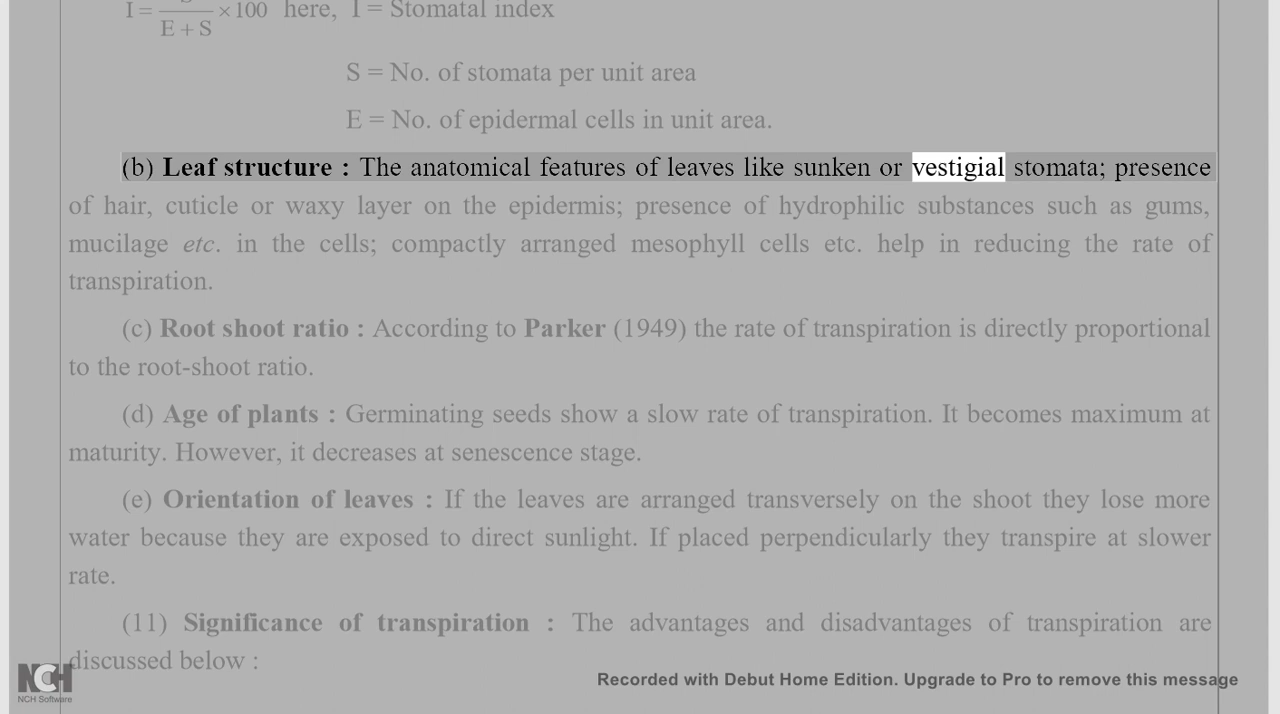 I = ― × 100 here, I = Stomatal index
E + S
S = No. of stomata per unit area
E = No. of epidermal cells in unit area.
(b) Leaf structure : The anatomical features of leaves like sunken or vestigial stomata; presence
of hair, cuticle or waxy layer on the epidermis; presence of hydrophilic substances such as gums,
mucilage etc. in the cells; compactly arranged mesophyll cells etc. help in reducing the rate of
transpiration.
(c) Root shoot ratio : According to Parker (1949) the rate of transpiration is directly proportional
to the root-shoot ratio.
(d) Age of plants : Germinating seeds show a slow rate of transpiration. It becomes maximum at
maturity. However, it decreases at senescence stage.
(e) Orientation of leaves : If the leaves are arranged transversely on the shoot they lose more
water because they are exposed to direct sunlight. If placed perpendicularly they transpire at slower
rate.
(11) Significance of transpiration : The advantages and disadvantages of transpiration are
discussed below :
NCH
NCH Software
Recorded with Debut Home Edition. Upgrade to Pro to remove this message